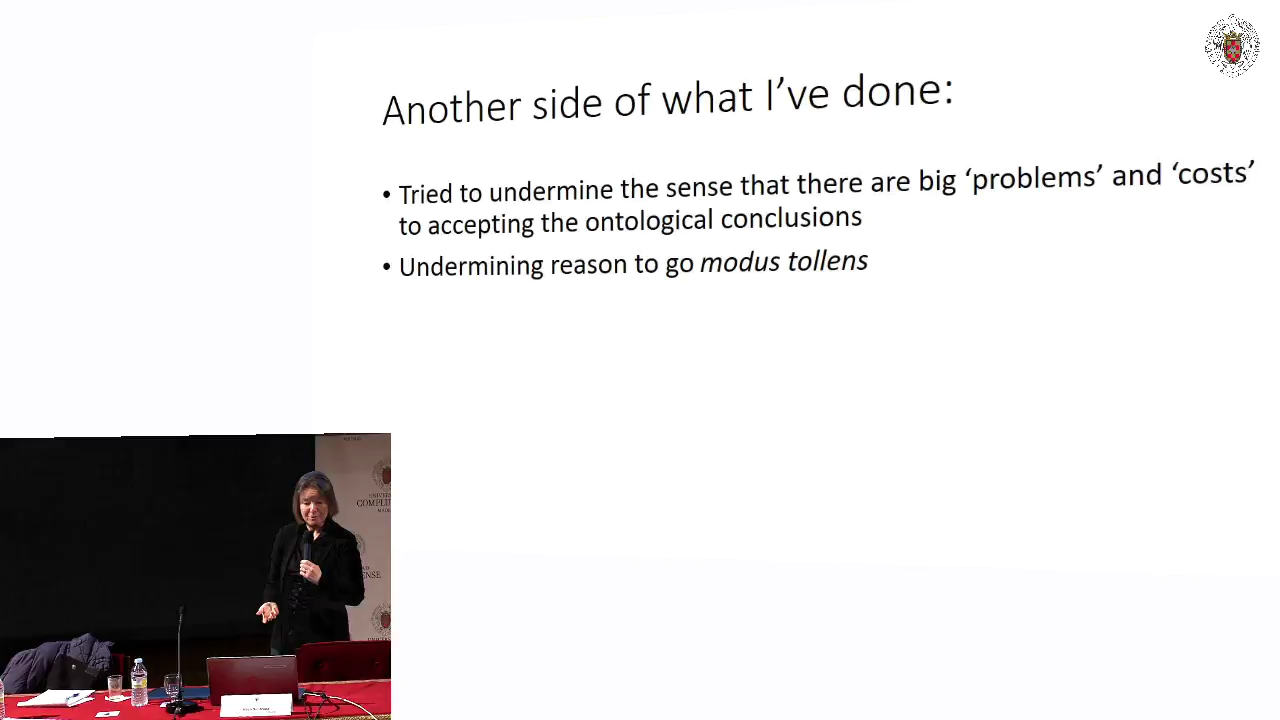 Another side of what I've done:
• Tried to undermine the sense that there are big 'problems' and 'costs'
to accepting the ontological conclusions
• Undermining reason to go modus tollens